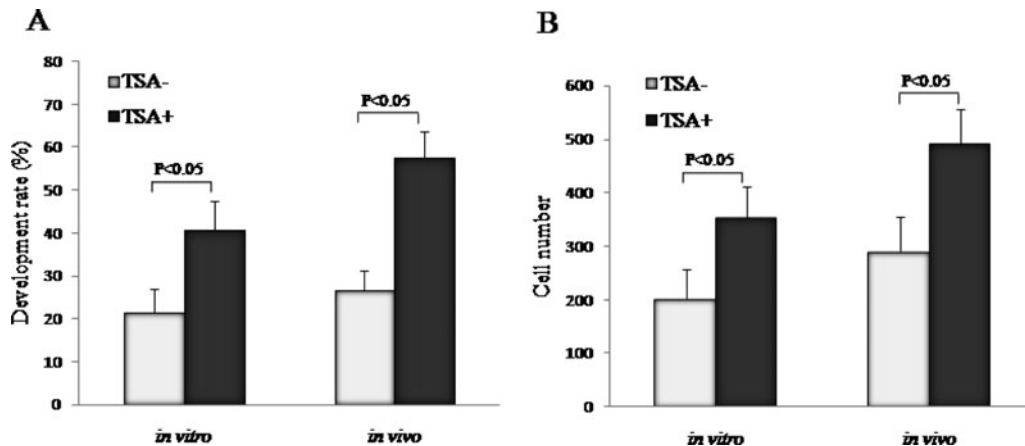 A
Development rate (%)
80
70
60
50
40
30
20
10
0
TSA-
TSA+
P<0.05
P<0.05
in vitro
in vivo
B
Cell number
600
500
400
300
200
100
0
TSA-
TSA+
P<0.05
P<0.05
in vitro
in vivo